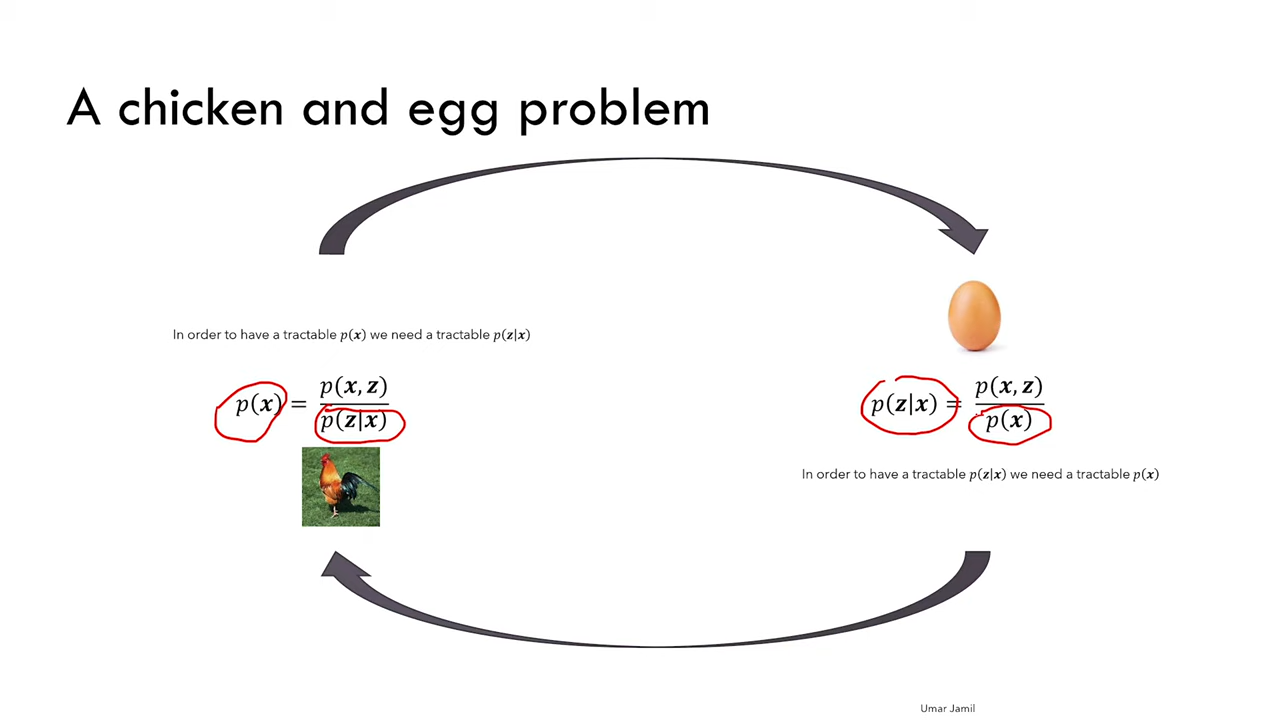 A chicken and egg problem
In order to have a tractable p(x) we need a tractable p(z|x)
p(x) = p(x, z) / p(z|x)
p(z|x) = p(x, z) / p(x)
In order to have a tractable p(z|x) we need a tractable p(x)
Umar Jamil